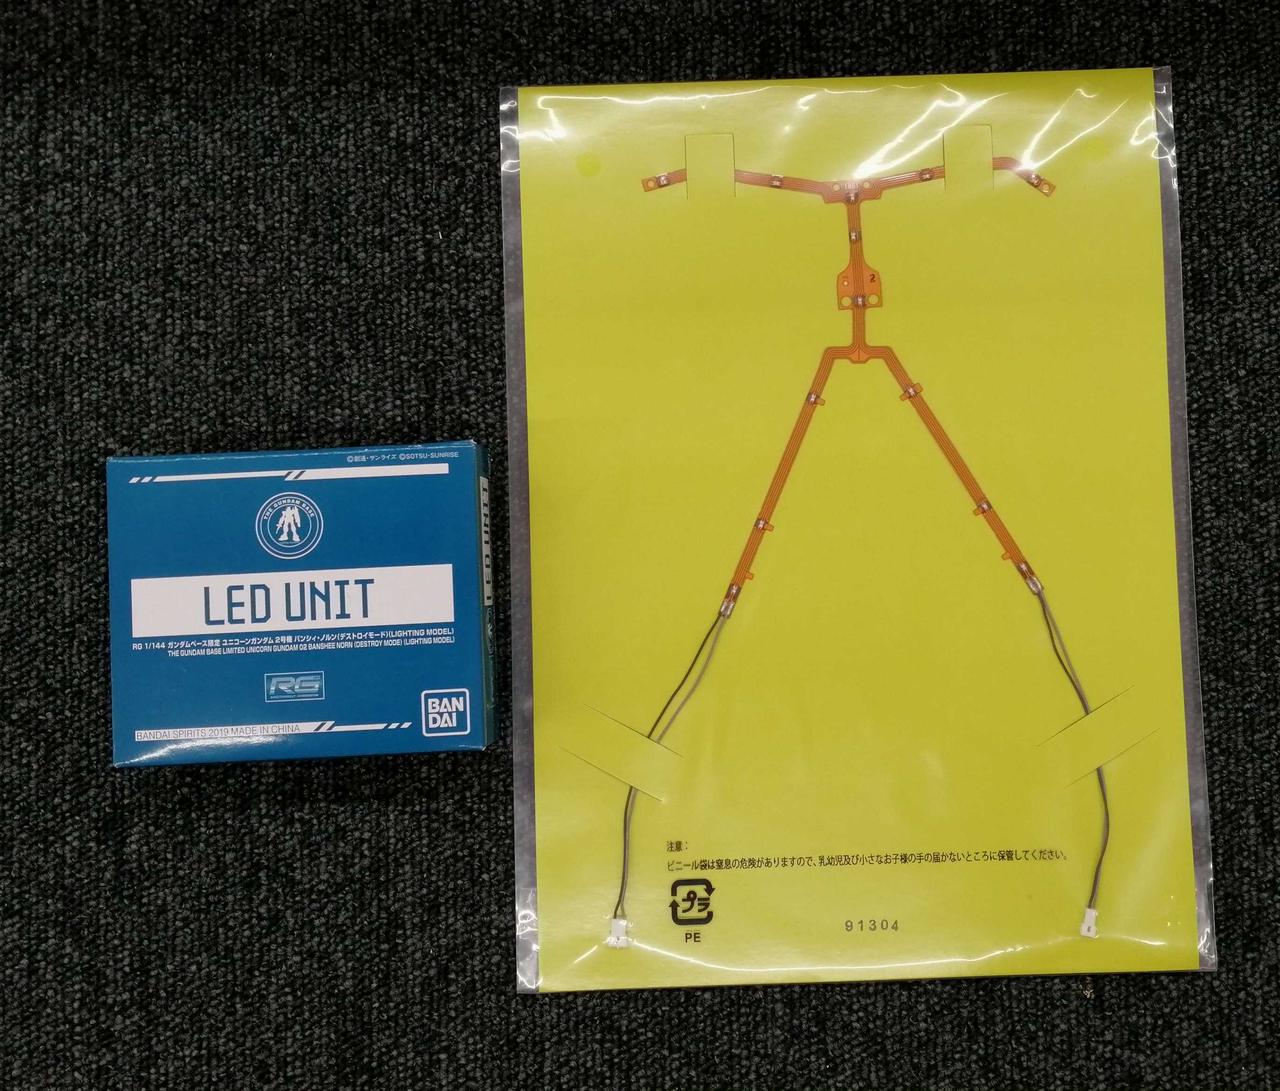 ©創通・サンライズ ©SOTSU・SUNRISE
THE GUNDAM BASE
LED UNIT
RG 1/144 ガンダムベース限定 ユニコーンガンダム 2号機 バンシィ・ノルン(デストロイモード)(LIGHTING MODEL)
THE GUNDAM BASE LIMITED UNICORN GUNDAM 02 BANSHEE NORN (DESTROY MODE) (LIGHTING MODEL)
RG
BANDAI SPIRITS 2019 MADE IN CHINA
BAN
DAI
LED UNIT
2
注意：
ビニール袋は窒息の危険がありますので、乳幼児及び小さなお子様の手の届かないところに保管してください。
プラ
PE
91304